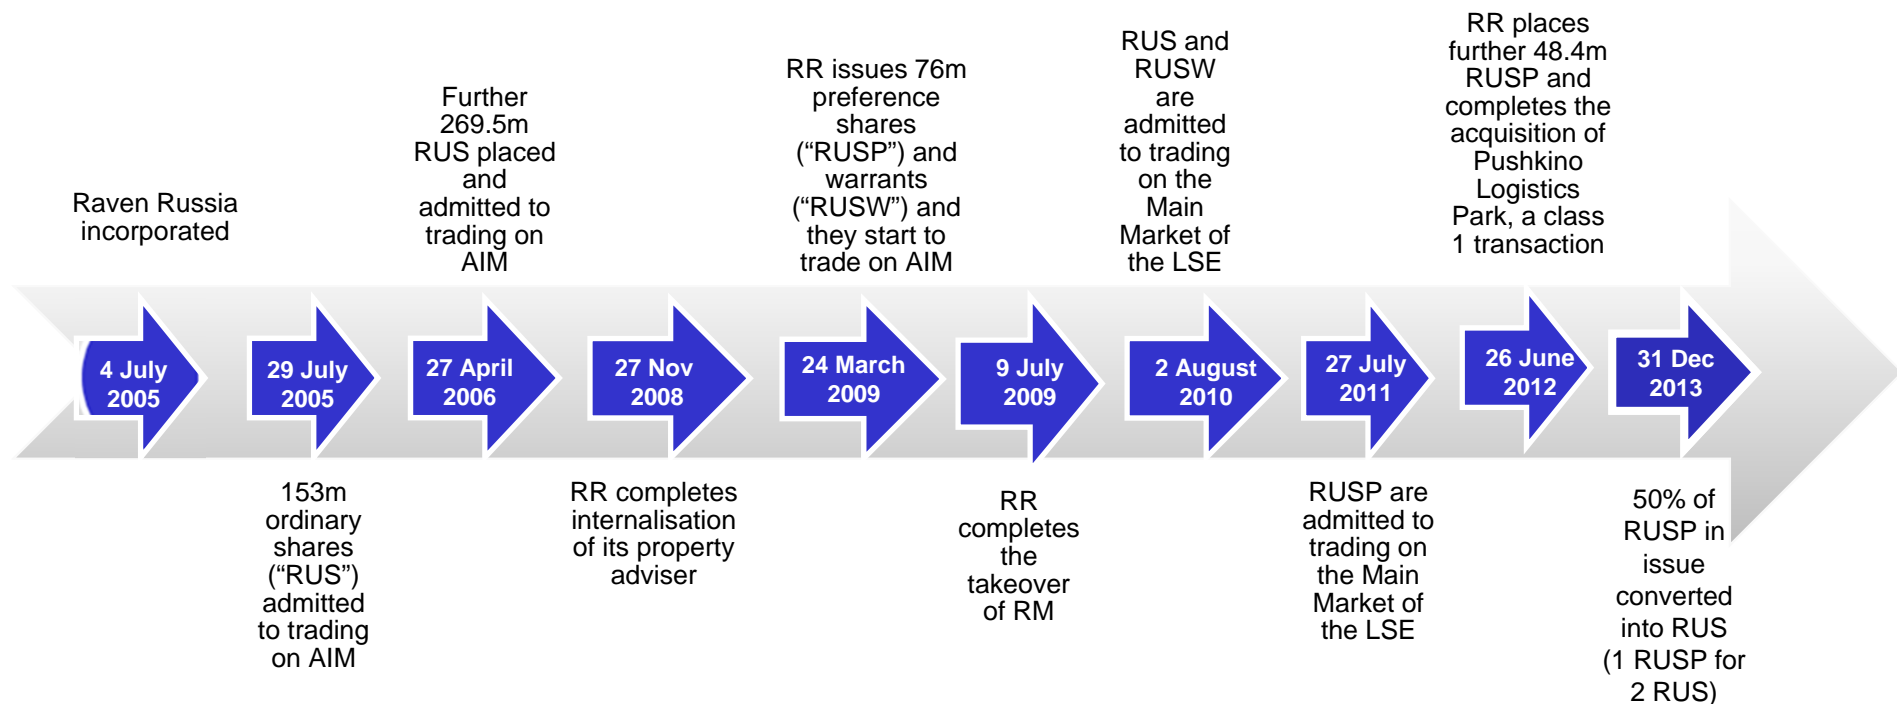 Raven Russia
incorporated
4 July
2005
29 July
2005
153m
ordinary
shares
(“RUS”)
admitted
to trading
on AIM
Further
269.5m
RUS placed
and
admitted to
trading on
AIM
27 April
2006
27 Nov
2008
RR completes
internalisation
of its property
adviser
RR issues 76m
preference
shares
(“RUSP”) and
warrants
(“RUSW”) and
they start to
trade on AIM
24 March
2009
9 July
2009
RR
completes
the
takeover
of RM
RUS and
RUSW
are
admitted
to trading
on the
Main
Market of
the LSE
2 August
2010
27 July
2011
RUSP are
admitted to
trading on
the Main
Market of
the LSE
RR places
further 48.4m
RUSP and
completes the
acquisition of
Pushkino
Logistics
Park, a class
1 transaction
26 June
2012
31 Dec
2013
50% of
RUSP in
issue
converted
into RUS
(1 RUSP for
2 RUS)